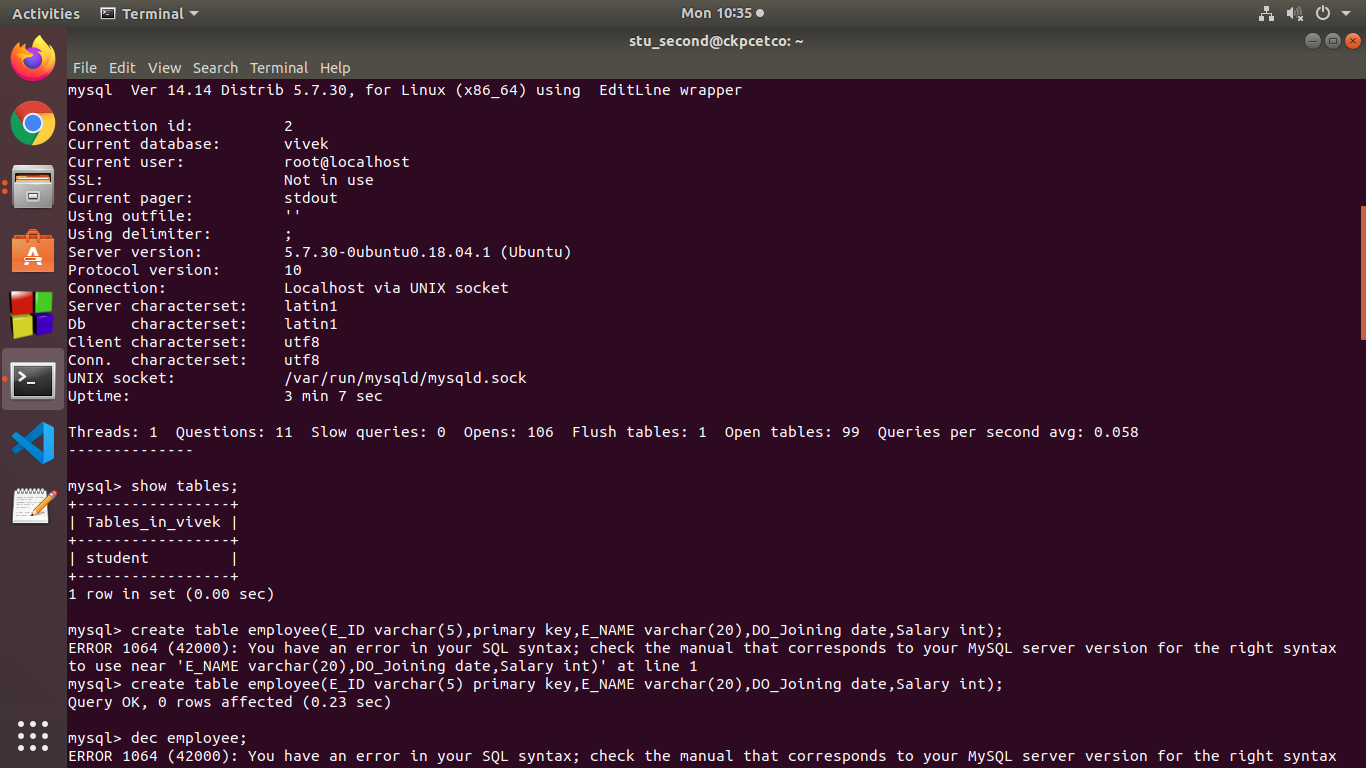 Activities Terminal Mon 10:35
stu_second@ckpcetco: ~
File Edit View Search Terminal Help
mysql  Ver 14.14 Distrib 5.7.30, for Linux (x86_64) using  EditLine wrapper
Connection id:          2
Current database:       vivek
Current user:           root@localhost
SSL:                    Not in use
Current pager:          stdout
Using outfile:          ''
Using delimiter:        ;
Server version:         5.7.30-0ubuntu0.18.04.1 (Ubuntu)
Protocol version:       10
Connection:             Localhost via UNIX socket
Server characterset:    latin1
Db     characterset:    latin1
Client characterset:    utf8
Conn.  characterset:    utf8
UNIX socket:            /var/run/mysqld/mysqld.sock
Uptime:                 3 min 7 sec
Threads: 1  Questions: 11  Slow queries: 0  Opens: 106  Flush tables: 1  Open tables: 99  Queries per second avg: 0.058
--------------
mysql> show tables;
+-----------------+
| Tables_in_vivek |
+-----------------+
| student         |
+-----------------+
1 row in set (0.00 sec)
mysql> create table employee(E_ID varchar(5),primary key,E_NAME varchar(20),DO_Joining date,Salary int);
ERROR 1064 (42000): You have an error in your SQL syntax; check the manual that corresponds to your MySQL server version for the right syntax
to use near 'E_NAME varchar(20),DO_Joining date,Salary int)' at line 1
mysql> create table employee(E_ID varchar(5) primary key,E_NAME varchar(20),DO_Joining date,Salary int);
Query OK, 0 rows affected (0.23 sec)
mysql> dec employee;
ERROR 1064 (42000): You have an error in your SQL syntax; check the manual that corresponds to your MySQL server version for the right syntax